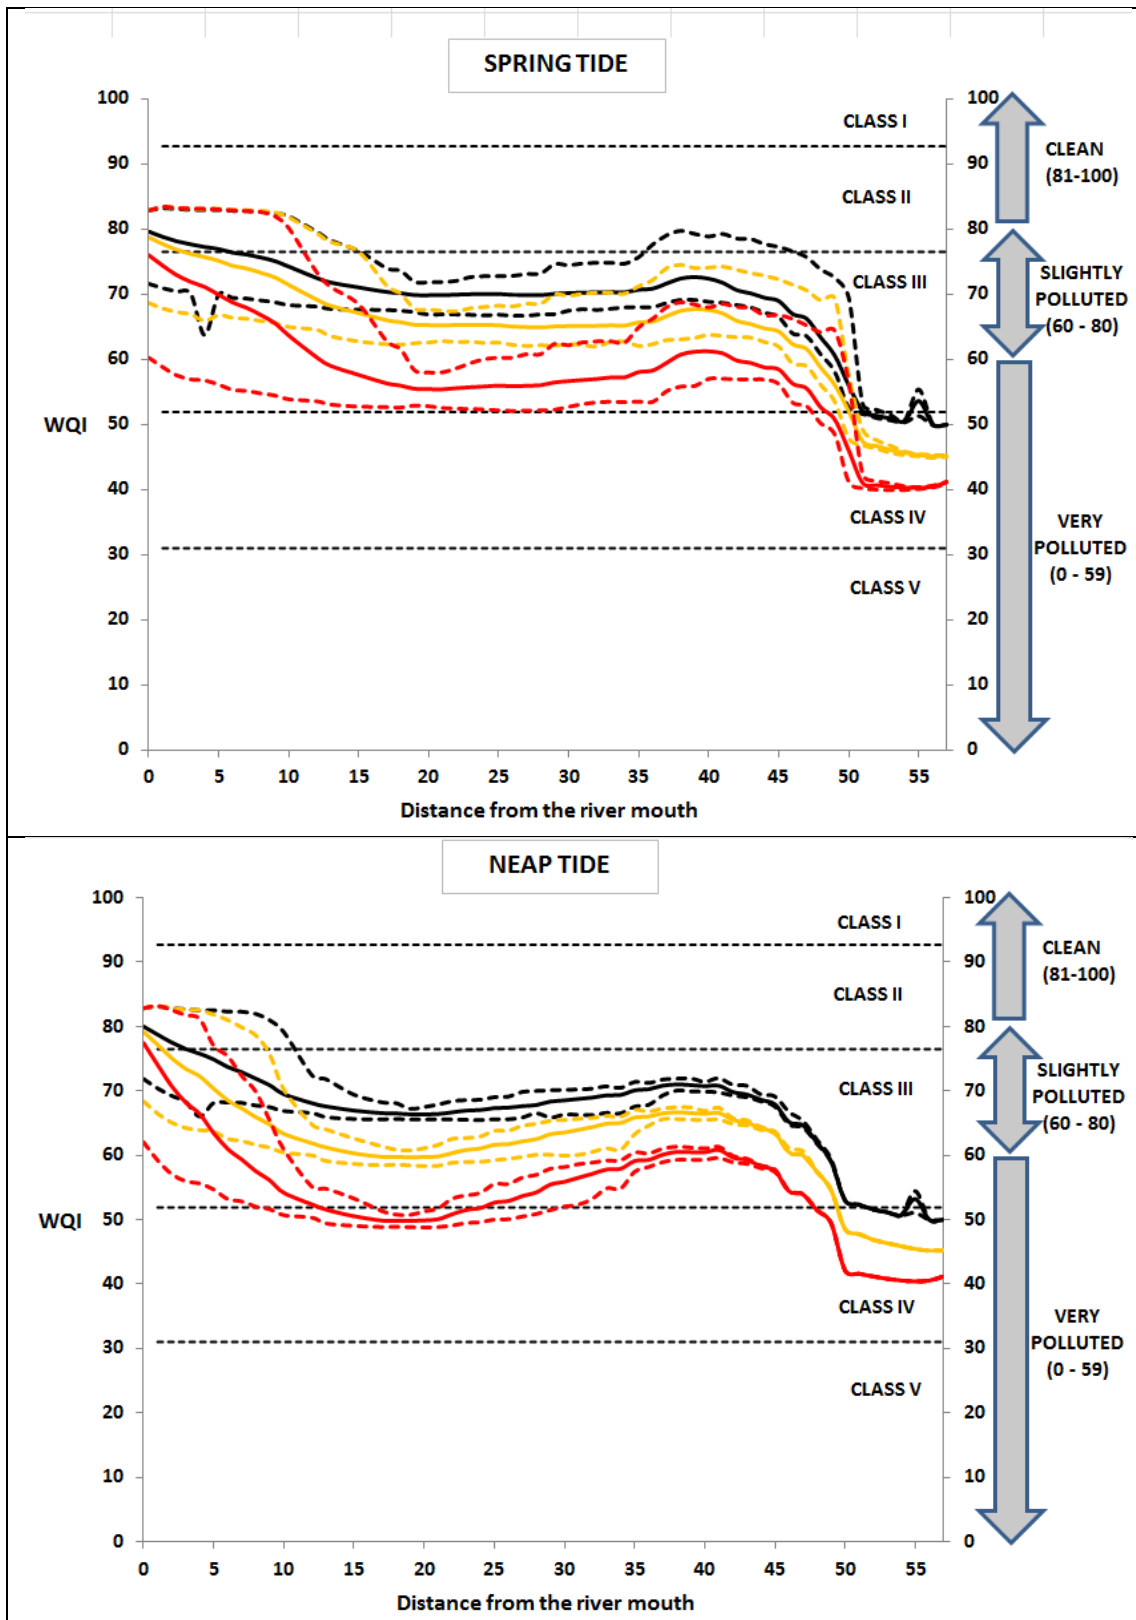 SPRING TIDE
100
90
80
70
60
50
40
30
20
10
0
WQI
CLASS I
CLASS II
CLASS III
CLASS IV
CLASS V
100
90
80
70
60
50
40
30
20
10
0
CLEAN
(81-100)
SLIGHTLY
POLLUTED
(60 - 80)
VERY
POLLUTED
(0 - 59)
0 5 10 15 20 25 30 35 40 45 50 55
Distance from the river mouth
NEAP TIDE
100
90
80
70
60
50
40
30
20
10
0
WQI
CLASS I
CLASS II
CLASS III
CLASS IV
CLASS V
100
90
80
70
60
50
40
30
20
10
0
CLEAN
(81-100)
SLIGHTLY
POLLUTED
(60 - 80)
VERY
POLLUTED
(0 - 59)
0 5 10 15 20 25 30 35 40 45 50 55
Distance from the river mouth